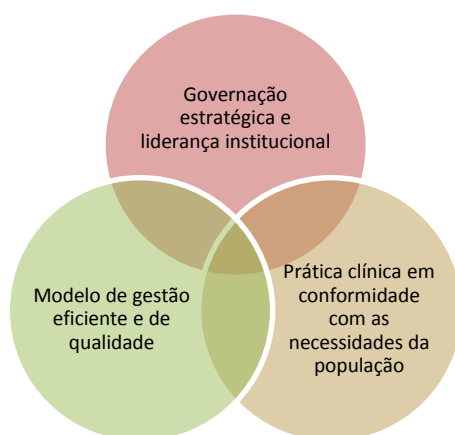 Governação
estratégica e
liderança institucional
Modelo de gestão
eficiente e de
qualidade
Prática clínica em
conformidade
com as
necessidades da
população